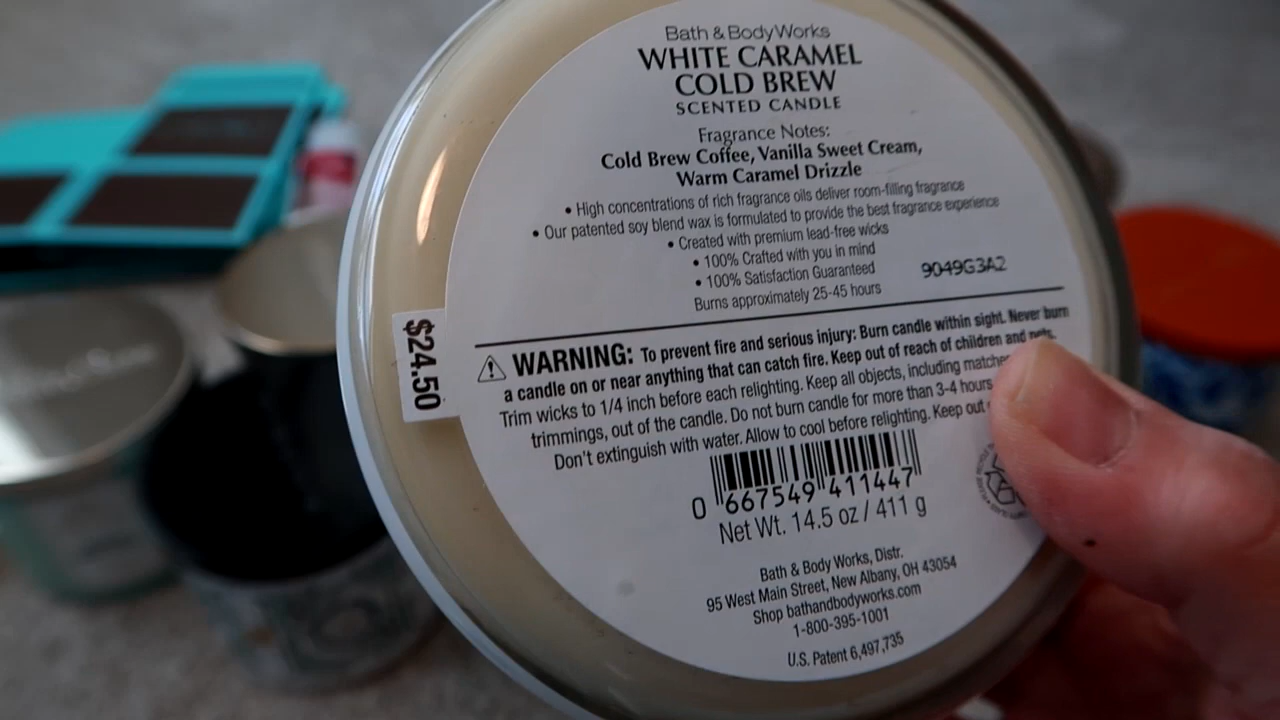 Bath & Body Works
WHITE CARAMEL
COLD BREW
SCENTED CANDLE
Fragrance Notes:
Cold Brew Coffee, Vanilla Sweet Cream,
Warm Caramel Drizzle
• High concentrations of rich fragrance oils deliver room-filling fragrance
• Our patented soy blend wax is formulated to provide the best fragrance experience
• Created with premium lead-free wicks
• 100% Crafted with you in mind
• 100% Satisfaction Guaranteed
9049G3A2
Burns approximately 25-45 hours
$24.50
WARNING: To prevent fire and serious injury: Burn candle within sight. Never burn
a candle on or near anything that can catch fire. Keep out of reach of children and pets.
Trim wicks to 1/4 inch before each relighting. Keep all objects, including
trimmings, out of the candle. Do not burn candle for more than 3-4 hours
Don't extinguish with water. Allow to cool before relighting. Keep out
0 667549 411447
Net Wt. 14.5 oz / 411 g
Bath & Body Works, Distr.
95 West Main Street, New Albany, OH 43054
Shop bathandbodyworks.com
1-800-395-1001
U.S. Patent 6,497,735